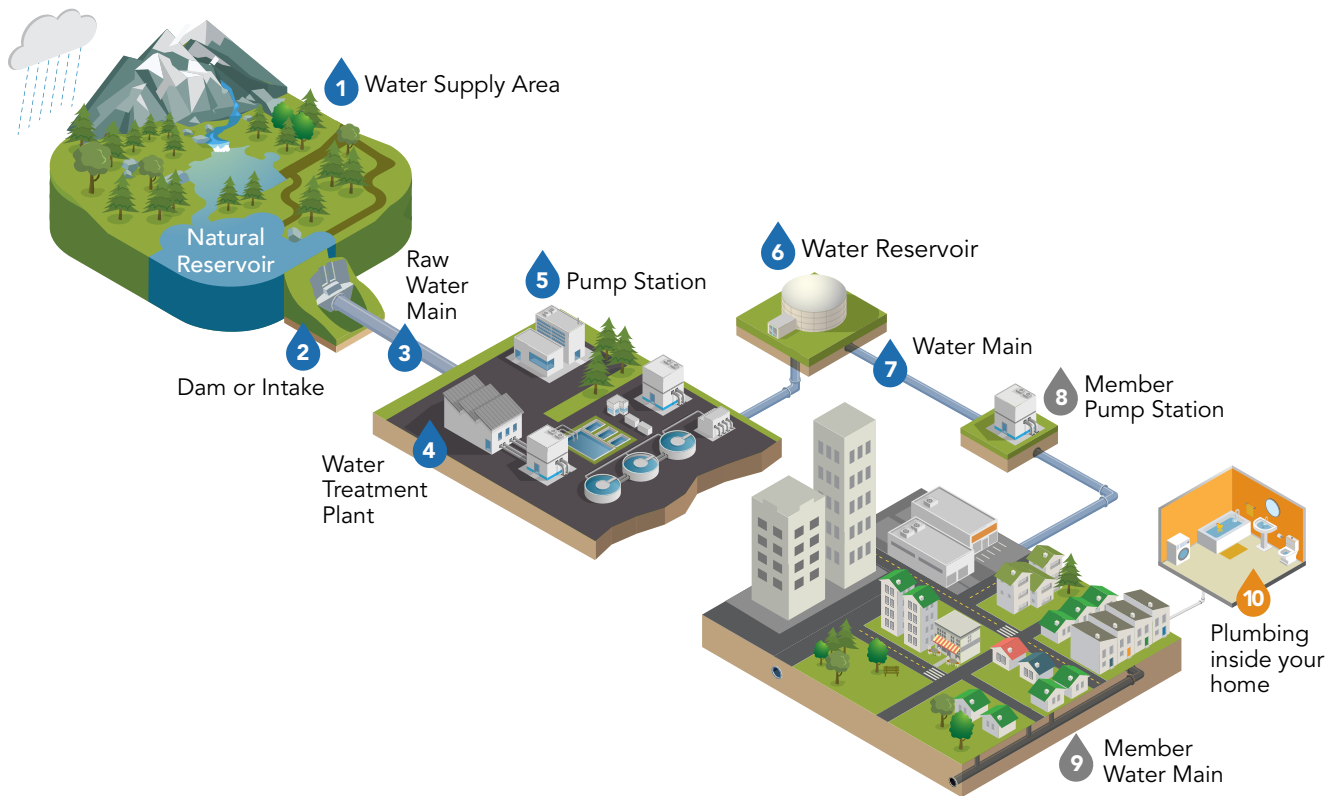 1
Water Supply Area
Natural
Reservoir
2
Dam or Intake
Raw
Water
Main
3
4
Water
Treatment
Plant
5
Pump Station
6
Water Reservoir
7
Water Main
8
Member
Pump Station
9
Member
Water Main
10
Plumbing
inside your
home